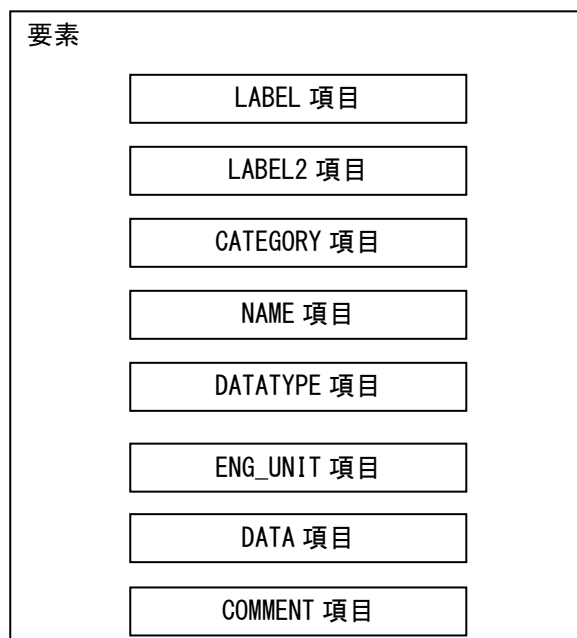 要素
LABEL 項目
LABEL2 項目
CATEGORY 項目
NAME 項目
DATATYPE 項目
ENG_UNIT 項目
DATA 項目
COMMENT 項目